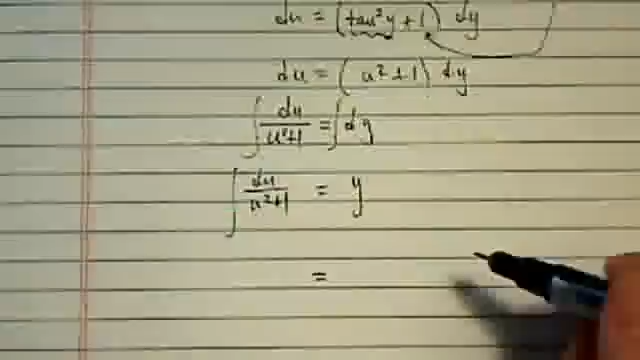 du = (tan²y + 1) dy
du = (u² + 1) dy
∫ du/u²+1 = ∫ dy
∫ du/u²+1 = y
=